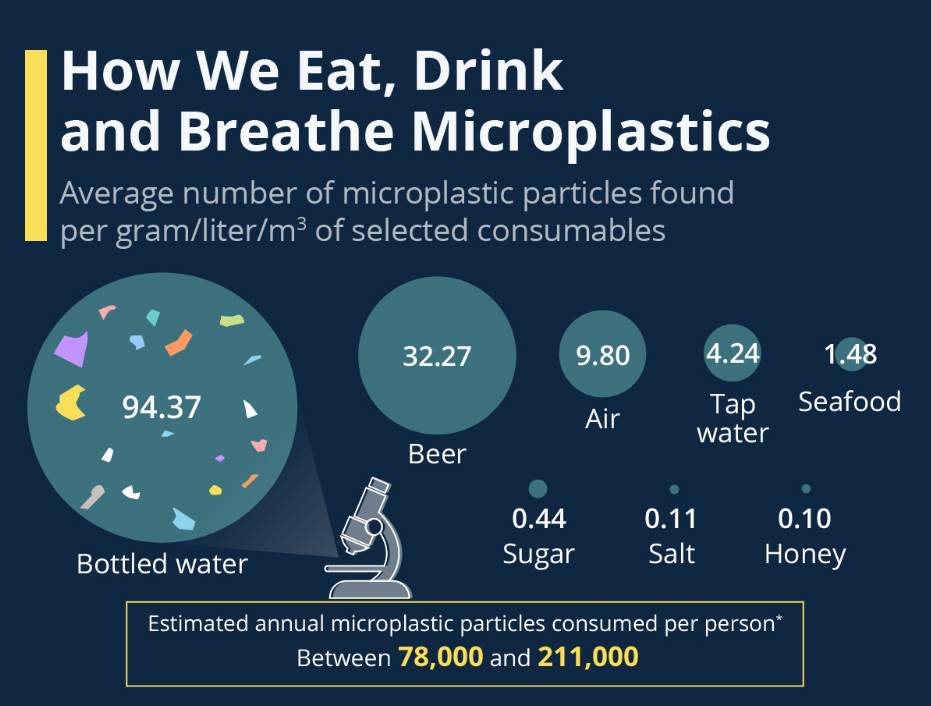 How We Eat, Drink
and Breathe Microplastics
Average number of microplastic particles found
per gram/liter/m³ of selected consumables
94.37
Bottled water
32.27
Beer
9.80
Air
4.24
Tap
water
1.48
Seafood
0.44
Sugar
0.11
Salt
0.10
Honey
Estimated annual microplastic particles consumed per person*
Between 78,000 and 211,000